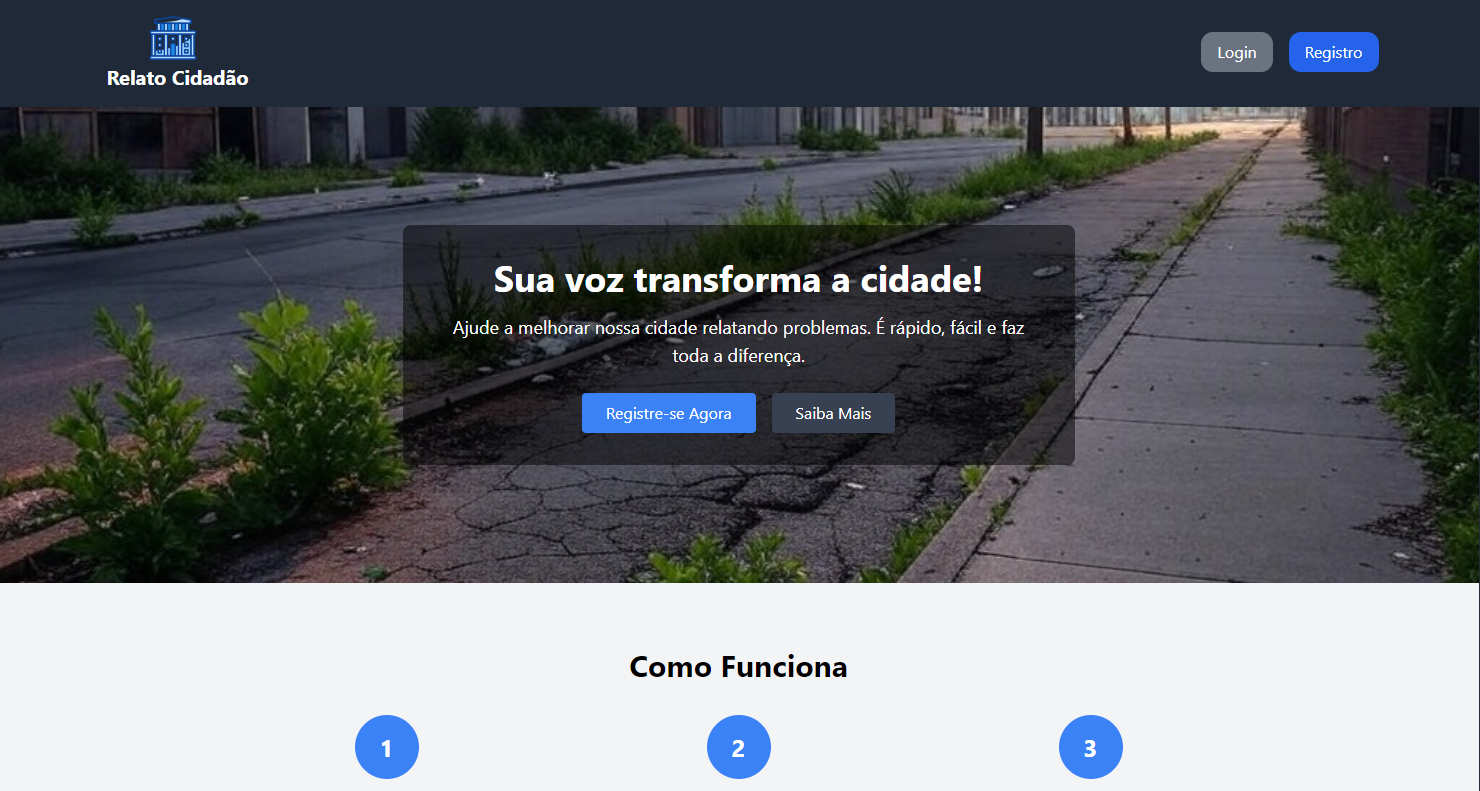 Relato Cidadão
Login
Registro
Sua voz transforma a cidade!
Ajude a melhorar nossa cidade relatando problemas. É rápido, fácil e faz
toda a diferença.
Registre-se Agora
Saiba Mais
Como Funciona
1
2
3